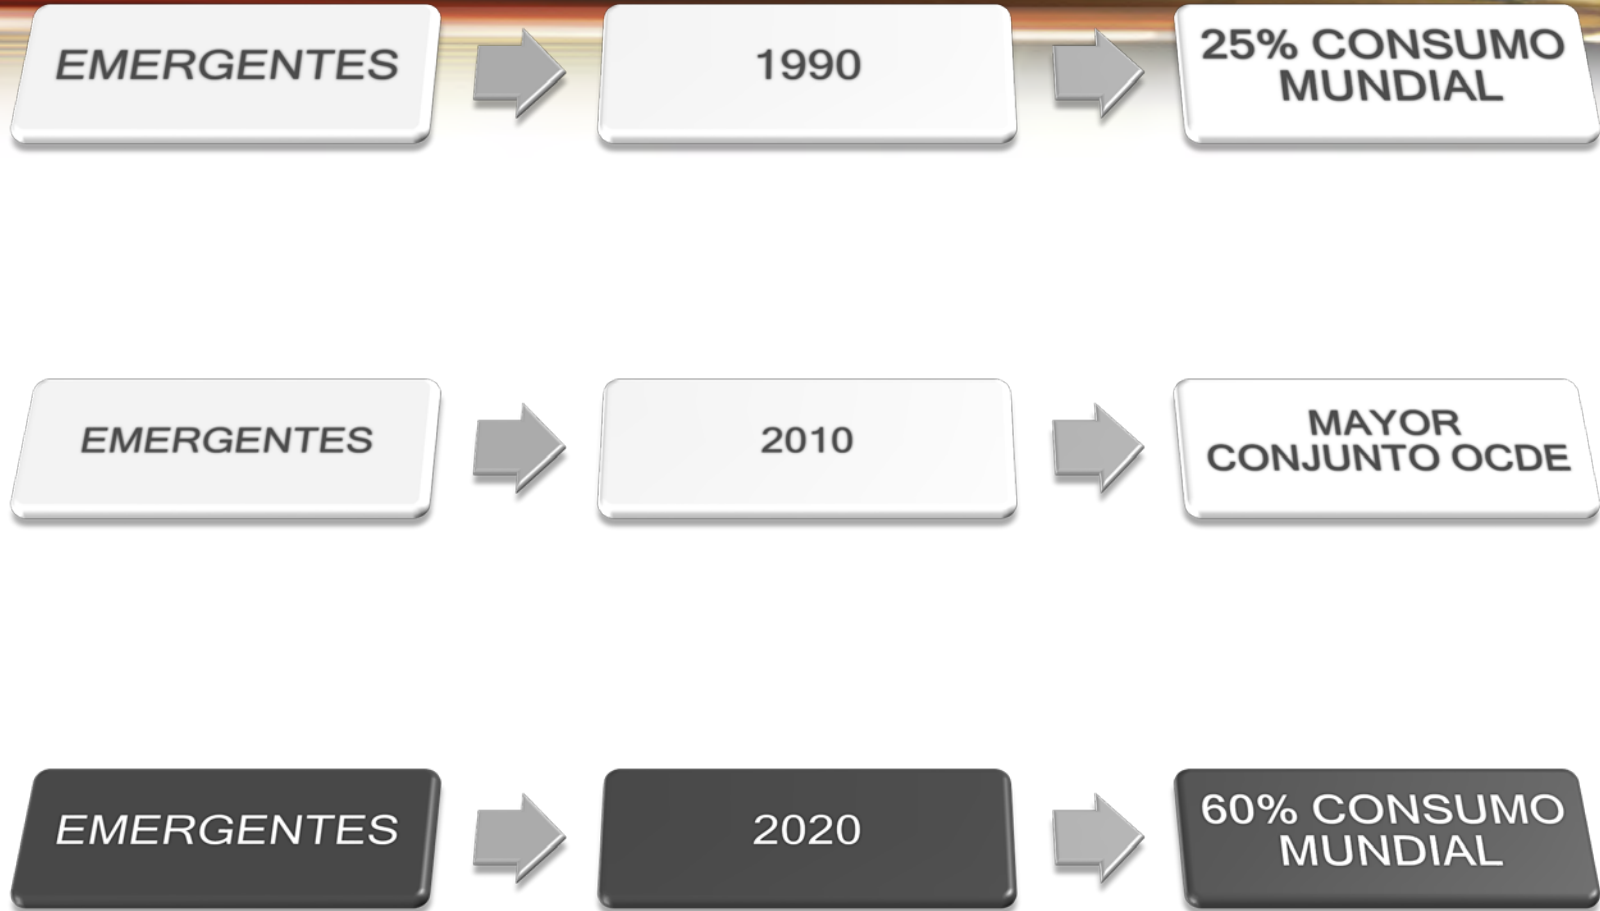 EMERGENTES
1990
25% CONSUMO
MUNDIAL
EMERGENTES
2010
MAYOR
CONJUNTO OCDE
EMERGENTES
2020
60% CONSUMO
MUNDIAL